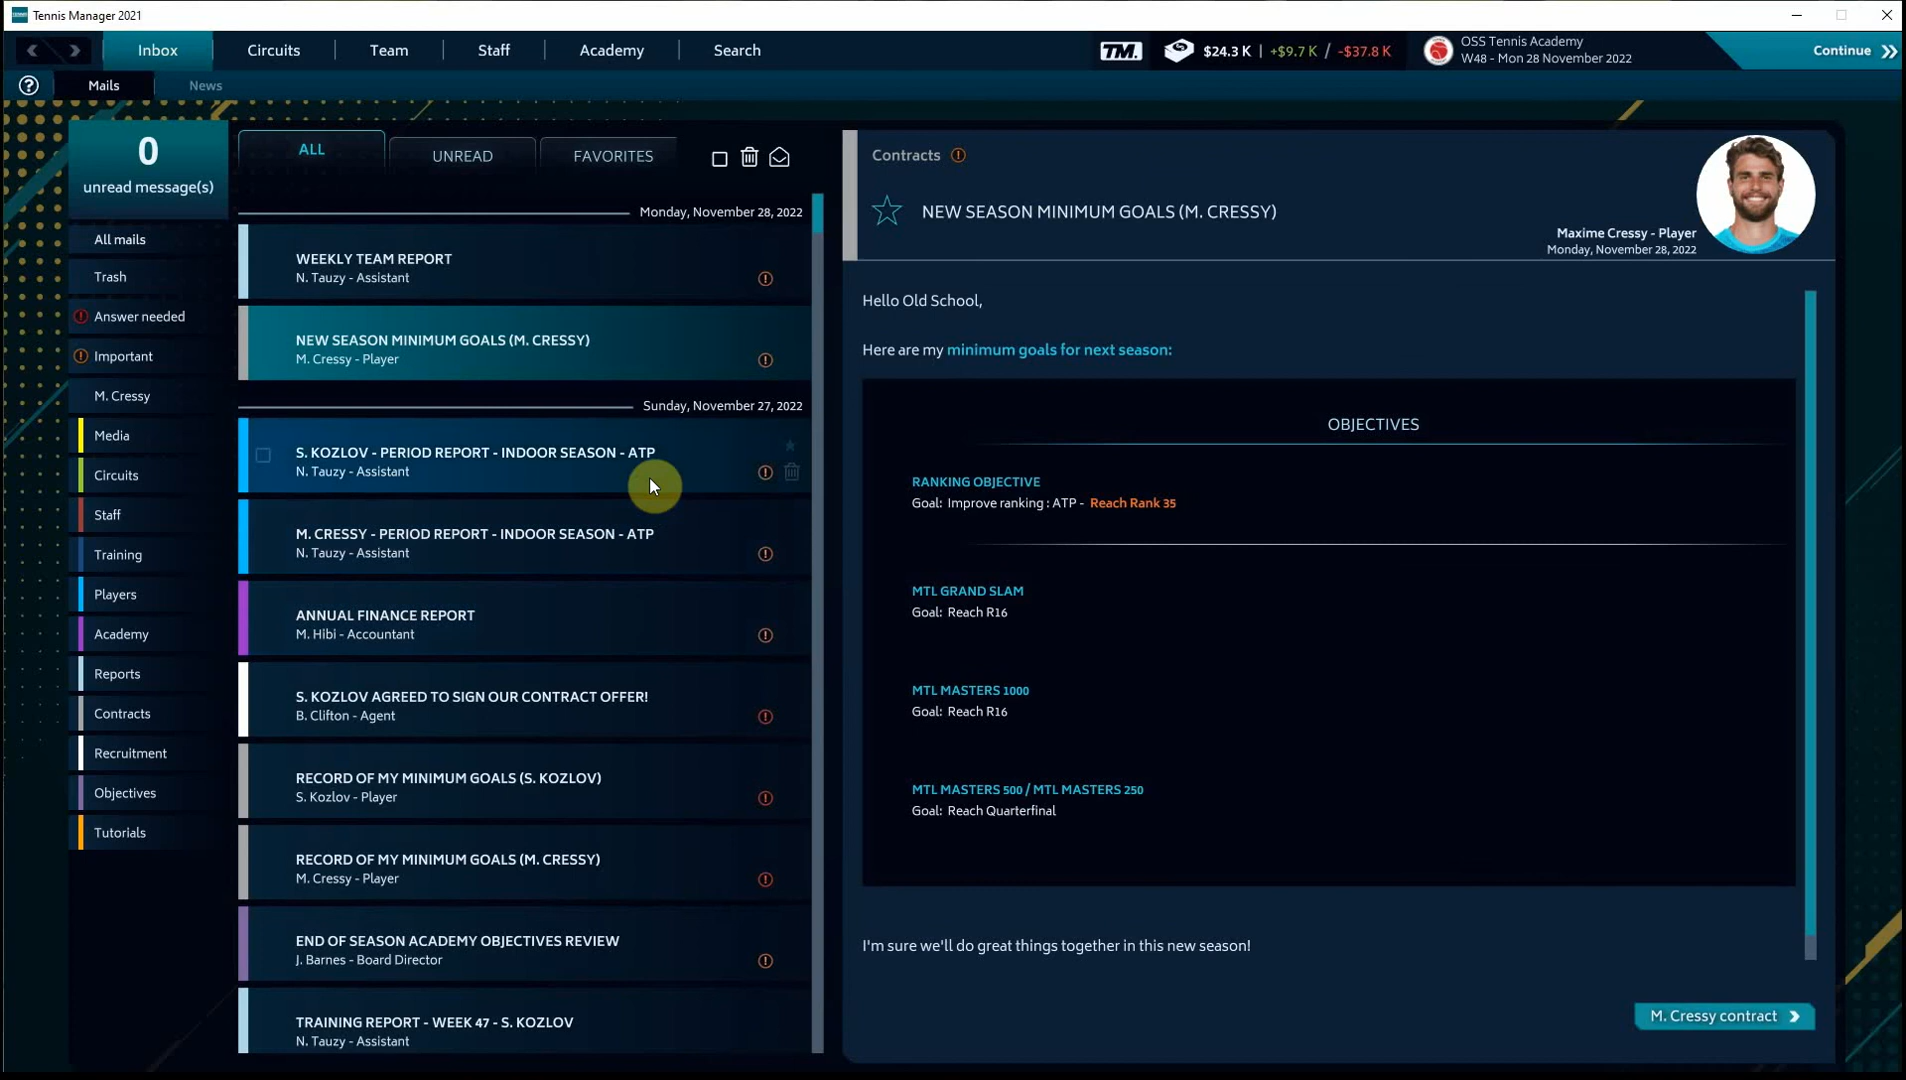 Tennis Manager 2021
Inbox
Circuits
Team
Staff
Academy
Search
TM.
$24.3 K | +$9.7 K / -$37.8 K
OSS Tennis Academy
W48 - Mon 28 November 2022
Continue
?
Mails
News
0
unread message(s)
All mails
Trash
Answer needed
Important
M. Cressy
Media
Circuits
Staff
Training
Players
Academy
Reports
Contracts
Recruitment
Objectives
Tutorials
ALL
UNREAD
FAVORITES
Monday, November 28, 2022
WEEKLY TEAM REPORT
N. Tauzy - Assistant
NEW SEASON MINIMUM GOALS (M. CRESSY)
M. Cressy - Player
Sunday, November 27, 2022
S. KOZLOV - PERIOD REPORT - INDOOR SEASON - ATP
N. Tauzy - Assistant
M. CRESSY - PERIOD REPORT - INDOOR SEASON - ATP
N. Tauzy - Assistant
ANNUAL FINANCE REPORT
M. Hibi - Accountant
S. KOZLOV AGREED TO SIGN OUR CONTRACT OFFER!
B. Clifton - Agent
RECORD OF MY MINIMUM GOALS (S. KOZLOV)
S. Kozlov - Player
RECORD OF MY MINIMUM GOALS (M. CRESSY)
M. Cressy - Player
END OF SEASON ACADEMY OBJECTIVES REVIEW
J. Barnes - Board Director
TRAINING REPORT - WEEK 47 - S. KOZLOV
N. Tauzy - Assistant
Contracts
NEW SEASON MINIMUM GOALS (M. CRESSY)
Maxime Cressy - Player
Monday, November 28, 2022
Hello Old School,
Here are my minimum goals for next season:
OBJECTIVES
RANKING OBJECTIVE
Goal: Improve ranking : ATP - Reach Rank 35
MTL GRAND SLAM
Goal: Reach R16
MTL MASTERS 1000
Goal: Reach R16
MTL MASTERS 500 / MTL MASTERS 250
Goal: Reach Quarterfinal
I'm sure we'll do great things together in this new season!
M. Cressy contract